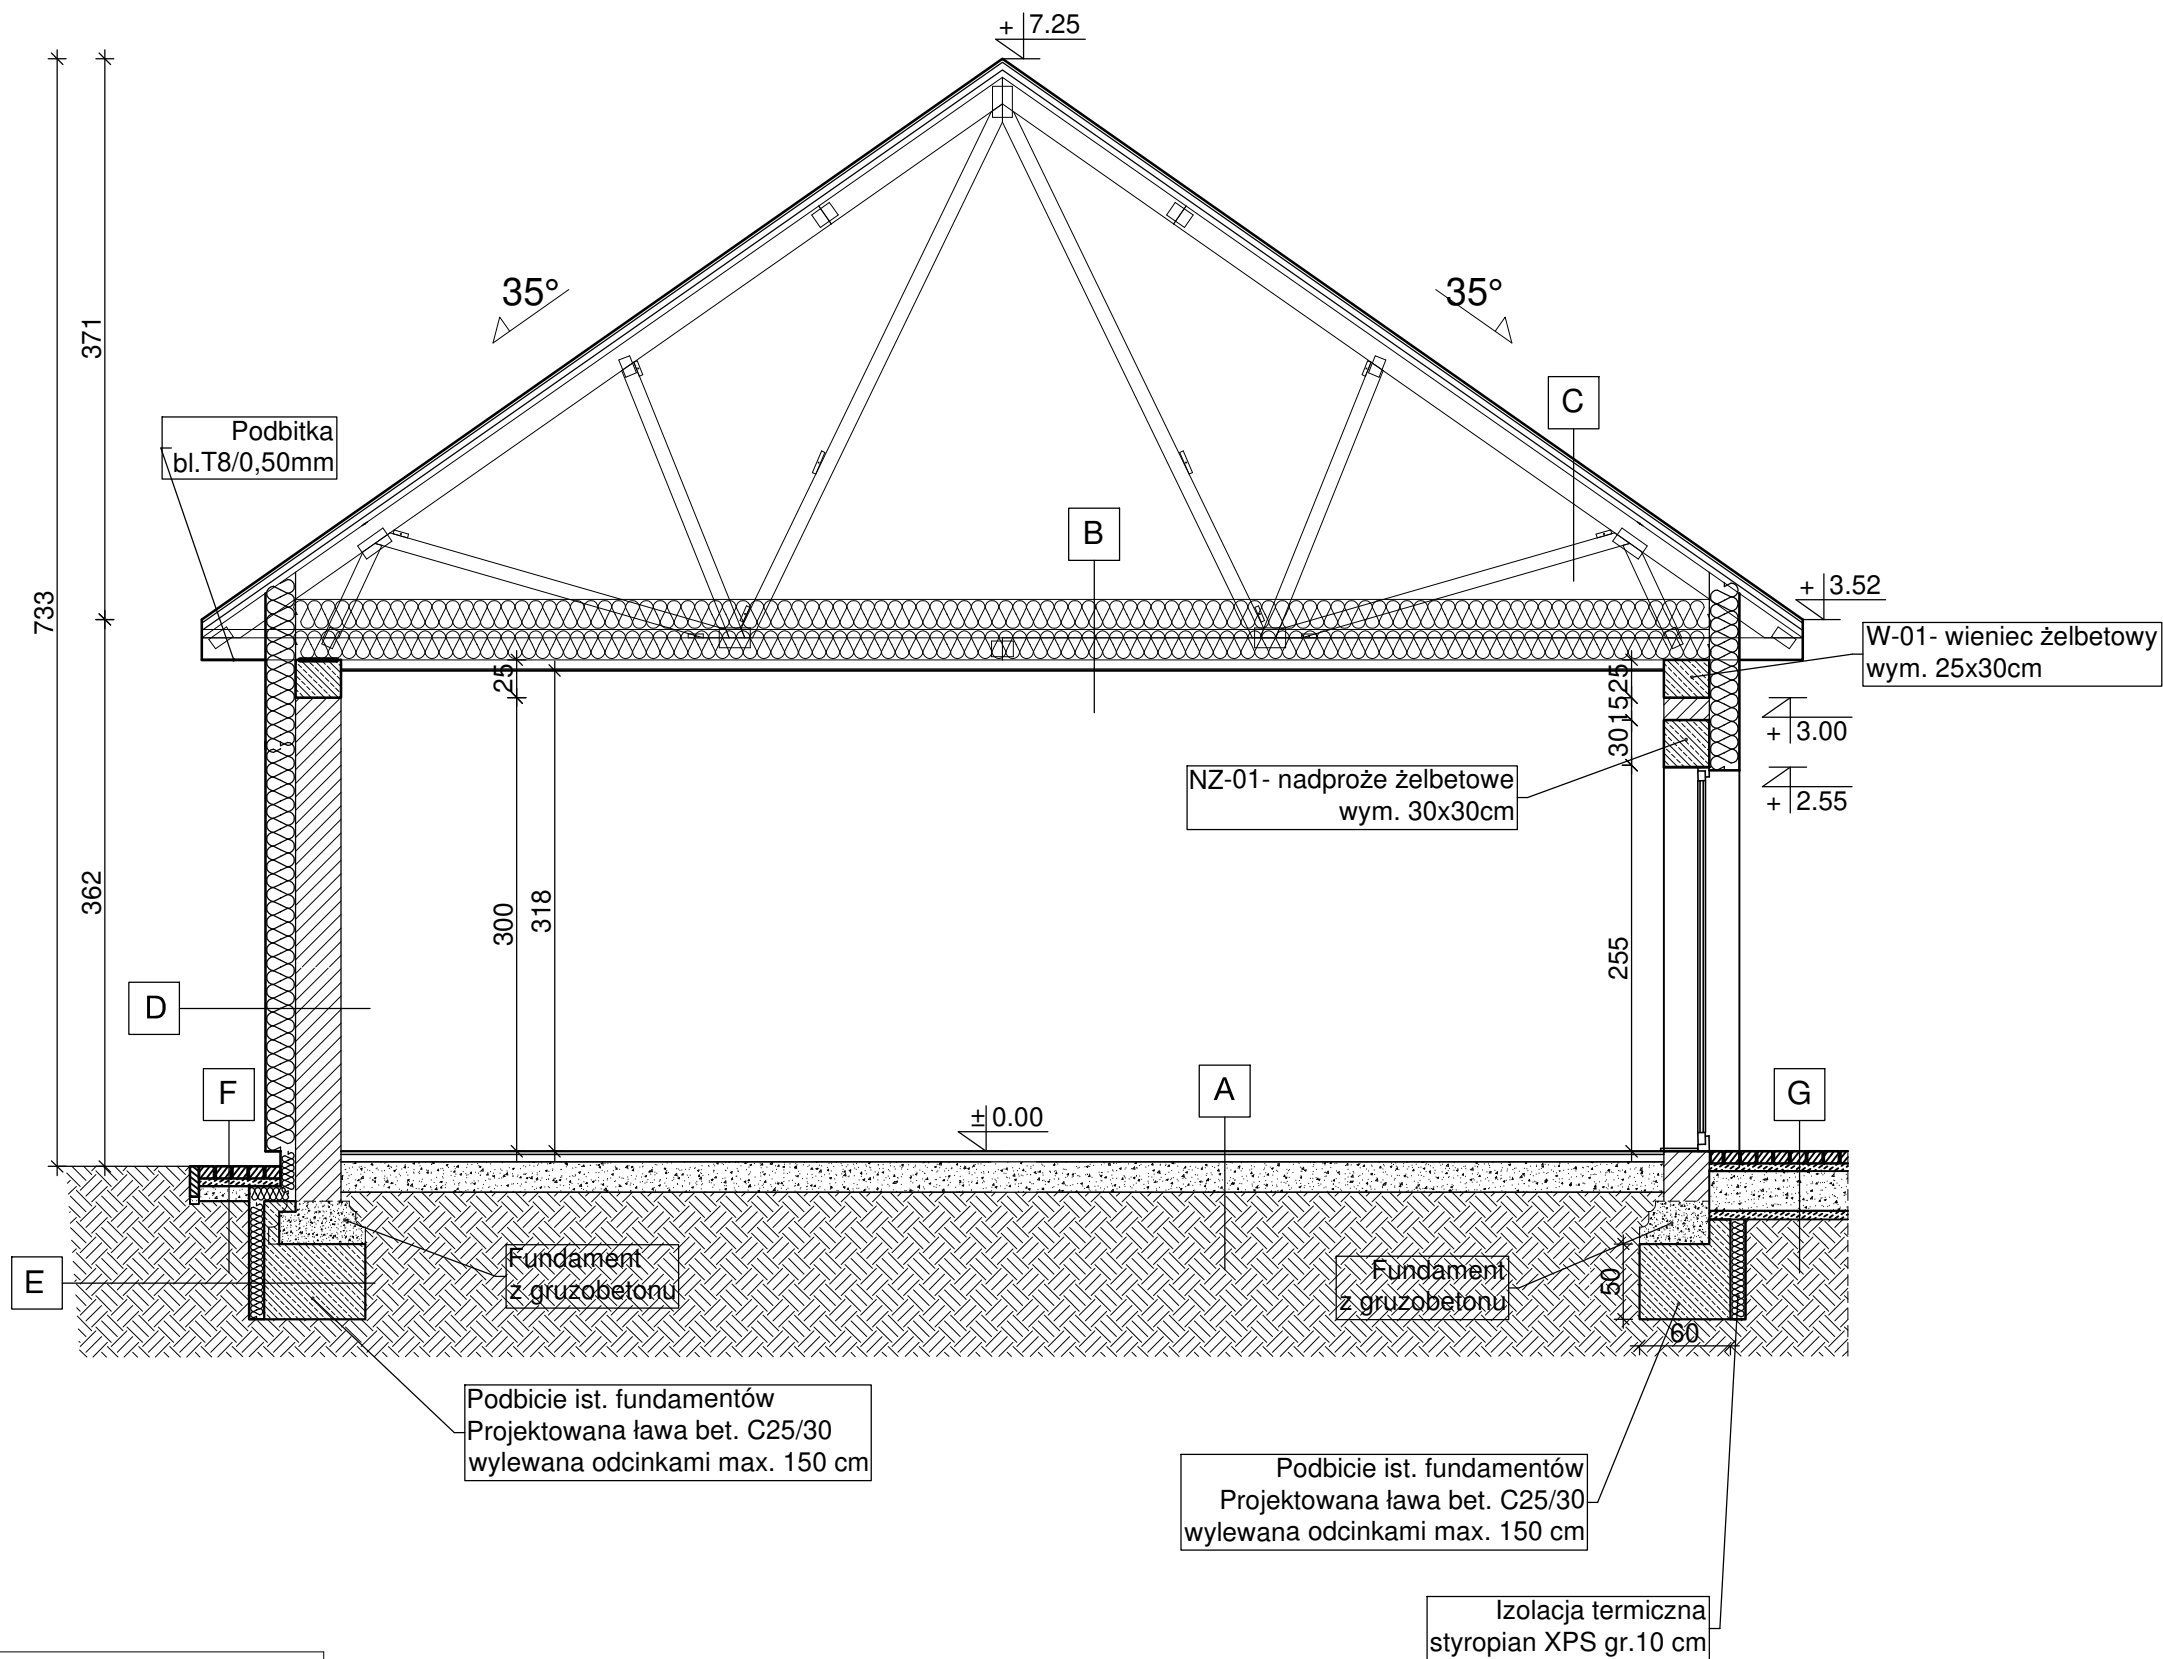 + 7.25
35°
35°
371
C
Podbitka
bl.T8/0,50mm
B
733
+ 3.52
W-01- wieniec żelbetowy
wym. 25x30cm
25
25
15
30
+ 3.00
NZ-01- nadproże żelbetowe
wym. 30x30cm
+ 2.55
362
300
318
255
D
F
A
G
± 0.00
E
Fundament
z gruzobetonu
Fundament
z gruzobetonu
50
60
Podbicie ist. fundamentów
Projektowana ława bet. C25/30
wylewana odcinkami max. 150 cm
Podbicie ist. fundamentów
Projektowana ława bet. C25/30
wylewana odcinkami max. 150 cm
Izolacja termiczna
styropian XPS gr.10 cm